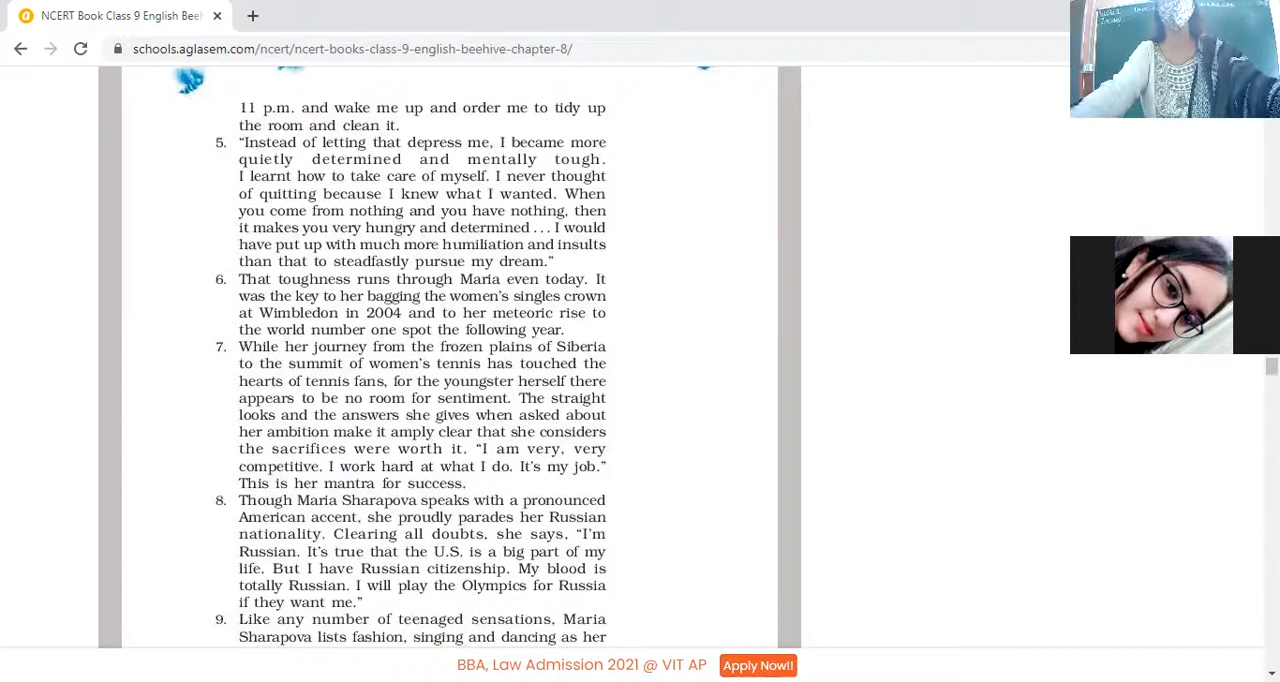 NCERT Book Class 9 English Bee
schools.aglasem.com/ncert/ncert-books-class-9-english-beehive-chapter-8/
11 p.m. and wake me up and order me to tidy up
the room and clean it.
5. “Instead of letting that depress me, I became more
quietly determined and mentally tough.
I learnt how to take care of myself. I never thought
of quitting because I knew what I wanted. When
you come from nothing and you have nothing, then
it makes you very hungry and determined ... I would
have put up with much more humiliation and insults
than that to steadfastly pursue my dream.”
6. That toughness runs through Maria even today. It
was the key to her bagging the women’s singles crown
at Wimbledon in 2004 and to her meteoric rise to
the world number one spot the following year.
7. While her journey from the frozen plains of Siberia
to the summit of women’s tennis has touched the
hearts of tennis fans, for the youngster herself there
appears to be no room for sentiment. The straight
looks and the answers she gives when asked about
her ambition make it amply clear that she considers
the sacrifices were worth it. “I am very, very
competitive. I work hard at what I do. It’s my job.”
This is her mantra for success.
8. Though Maria Sharapova speaks with a pronounced
American accent, she proudly parades her Russian
nationality. Clearing all doubts, she says, “I’m
Russian. It’s true that the U.S. is a big part of my
life. But I have Russian citizenship. My blood is
totally Russian. I will play the Olympics for Russia
if they want me.”
9. Like any number of teenaged sensations, Maria
Sharapova lists fashion, singing and dancing as her
BBA, Law Admission 2021 @ VIT AP Apply Now!!